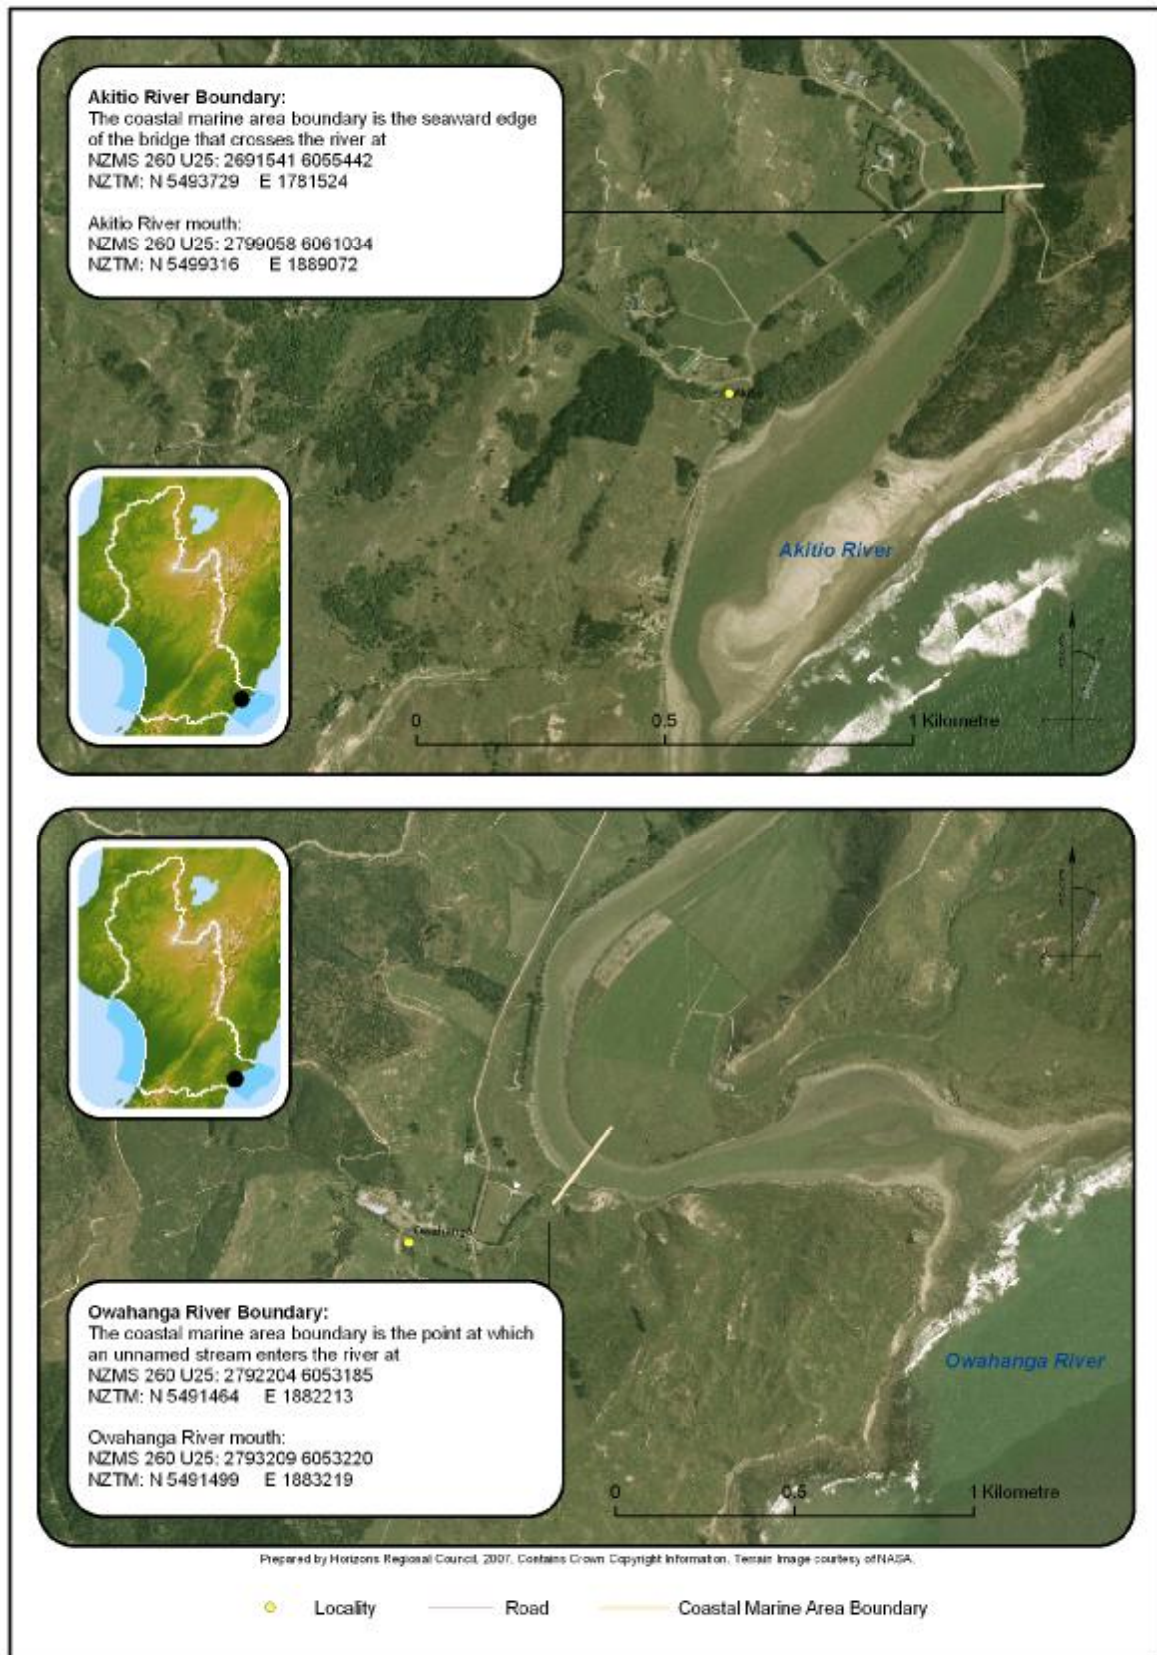 Akitio River Boundary:
The coastal marine area boundary is the seaward edge
of the bridge that crosses the river at
NZMS 260 U25: 2691541 6055442
NZTM: N 5493729 E 1781524
Akitio River mouth:
NZMS 260 U25: 2799058 6061034
NZTM: N 5499316 E 1889072
Akitio River
0 0.5 1 Kilometre
Owahanga
Owahanga River Boundary:
The coastal marine area boundary is the point at which
an unnamed stream enters the river at
NZMS 260 U25: 2792204 6053185
NZTM: N 5491464 E 1882213
Owahanga River mouth:
NZMS 260 U25: 2793209 6053220
NZTM: N 5491499 E 1883219
Owahanga River
0 0.5 1 Kilometre
Prepared by Horizons Regional Council, 2007. Contains Crown Copyright Information. Terrain Image courtesy of NASA.
Locality Road Coastal Marine Area Boundary